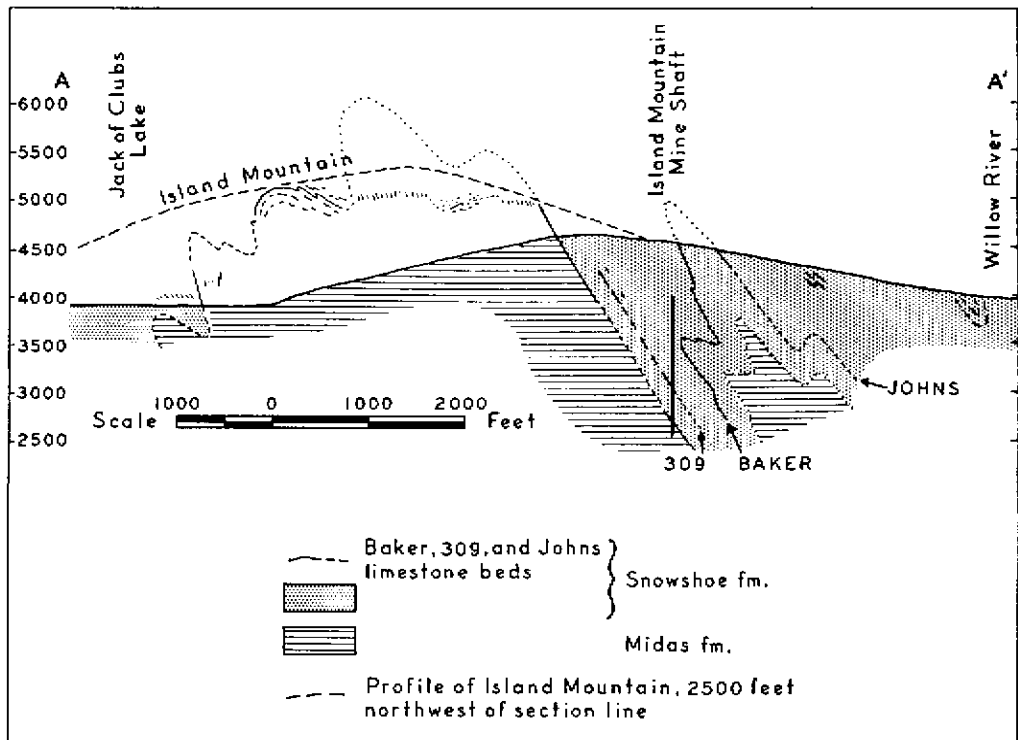 A
A'
Jack of Clubs
Lake
Island Mountain
Island Mountain
Mine Shaft
Willow River
6000
5500
5000
4500
4000
3500
3000
2500
Scale
1000 0 1000 2000
Feet
309
BAKER
JOHNS
Baker, 309, and Johns
limestone beds
Snowshoe fm.
Midas fm.
Profile of Island Mountain, 2500 feet
northwest of section line